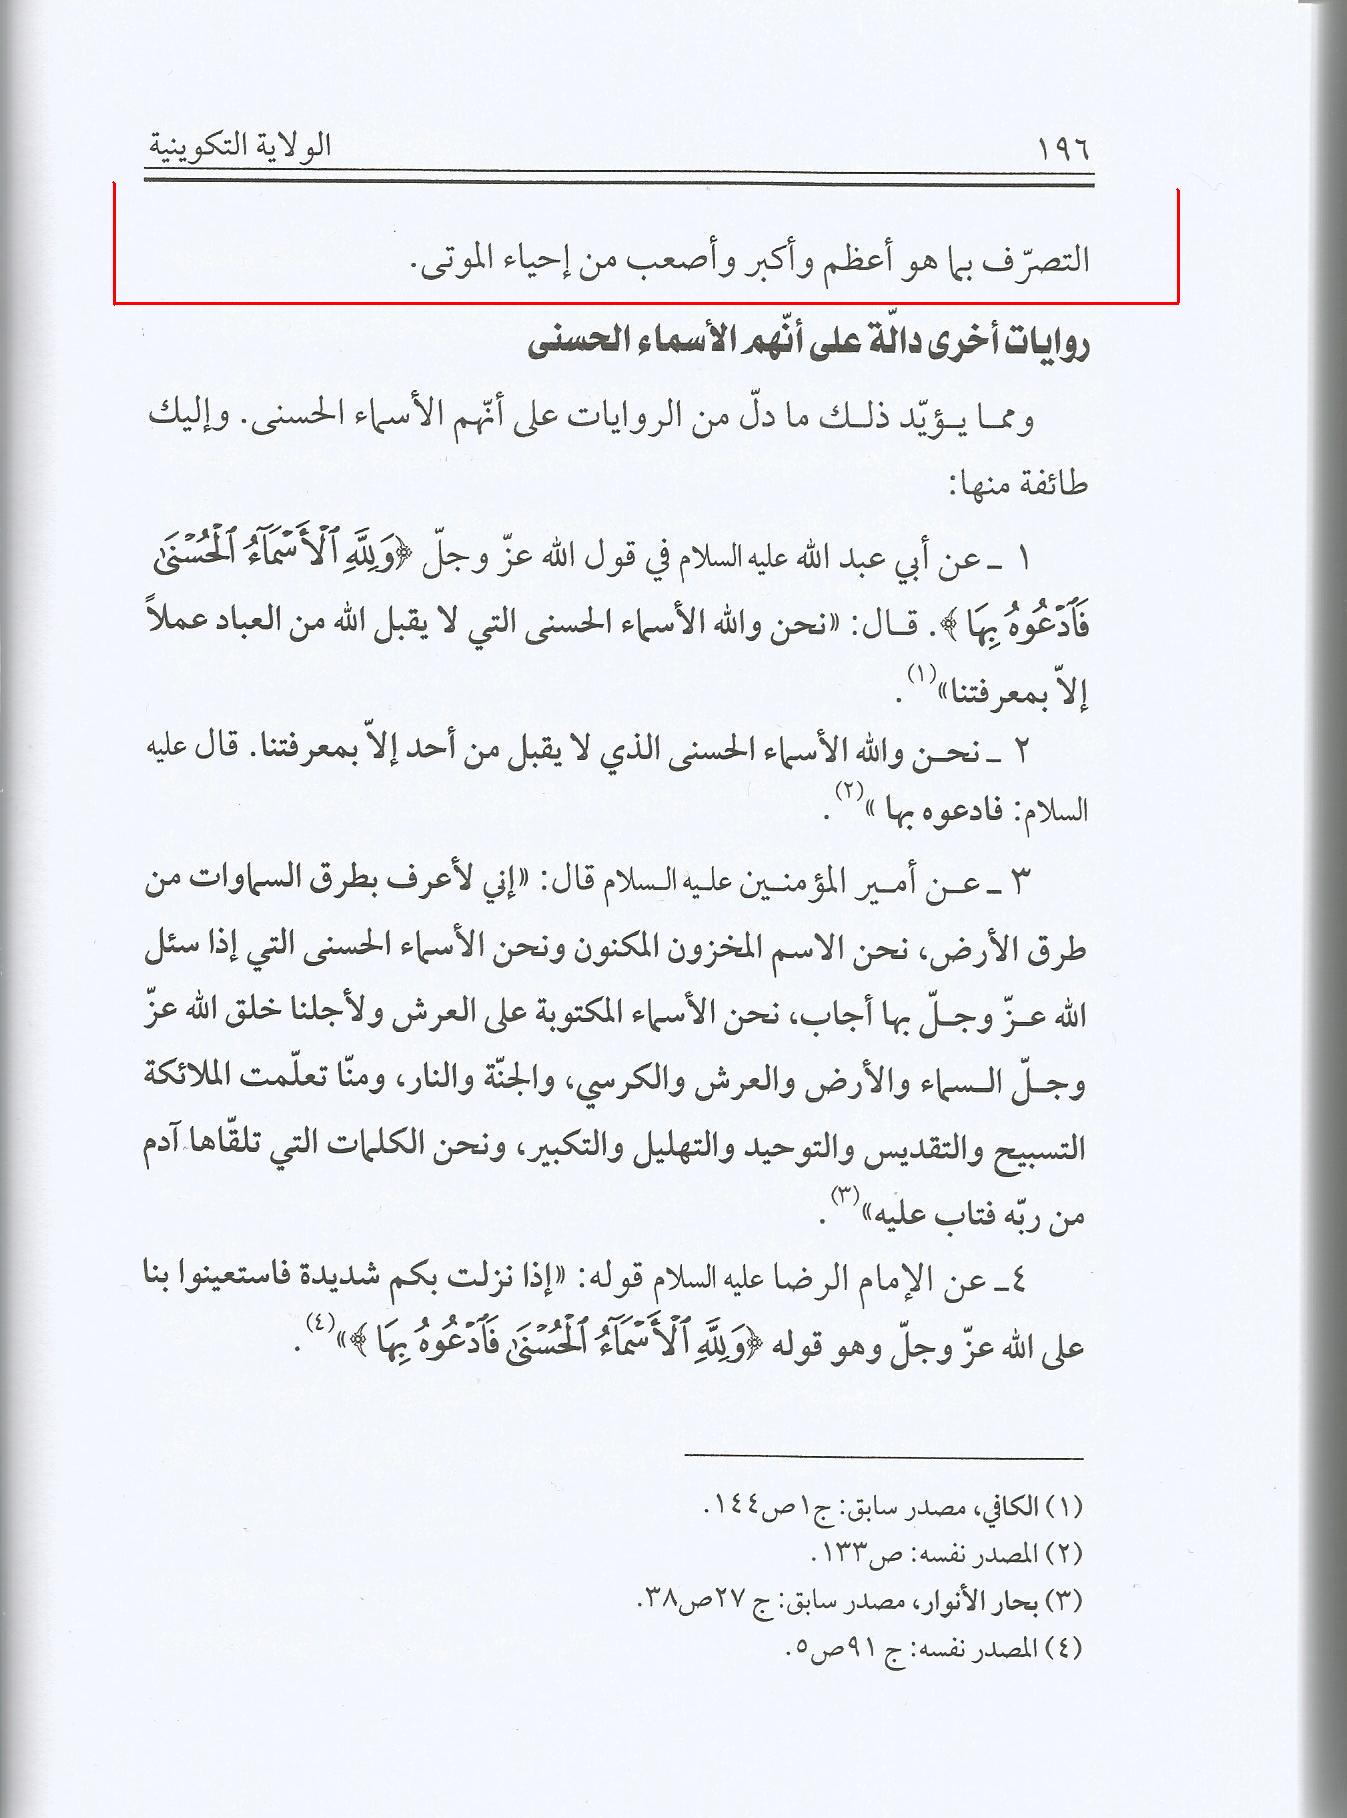 ١٩٦ الولاية التكوينية
التصرّف بما هو أعظم وأكبر وأصعب من إحياء الموتى.
روايات أخرى دالّة على أنّهم الأسماء الحسنى
ومما يؤيّد ذلك ما دلّ من الروايات على أنّهم الأسماء الحسنى. وإليك
طائفة منها:
١ ـ عن أبي عبد الله عليه السلام في قول الله عزّ وجلّ ﴿وَلِلَّهِ ٱلْأَسْمَآءُ ٱلْحُسْنَىٰ
فَٱدْعُوهُ بِهَا﴾. قال: «نحن والله الأسماء الحسنى التي لا يقبل الله من العباد عملاً
إلاّ بمعرفتنا»(١).
٢ ـ نحن والله الأسماء الحسنى الذي لا يقبل من أحد إلاّ بمعرفتنا. قال عليه
السلام: فادعوه بها »(٢).
٣ ـ عن أمير المؤمنين عليه السلام قال: «إني لأعرف بطرق السماوات من
طرق الأرض، نحن الاسم المخزون المكنون ونحن الأسماء الحسنى التي إذا سئل
الله عزّ وجلّ بها أجاب، نحن الأسماء المكتوبة على العرش ولأجلنا خلق الله عزّ
وجلّ السماء والأرض والعرش والكرسي، والجنّة والنار، ومنّا تعلّمت الملائكة
التسبيح والتقديس والتوحيد والتهليل والتكبير، ونحن الكلمات التي تلقّاها آدم
من ربّه فتاب عليه»(٣).
٤ـ عن الإمام الرضا عليه السلام قوله: «إذا نزلت بكم شديدة فاستعينوا بنا
على الله عزّ وجلّ وهو قوله ﴿وَلِلَّهِ ٱلْأَسْمَآءُ ٱلْحُسْنَىٰ فَٱدْعُوهُ بِهَا﴾»(٤).
(١) الكافي، مصدر سابق: ج١ص١٤٤.
(٢) المصدر نفسه: ص١٣٣.
(٣) بحار الأنوار، مصدر سابق: ج ٢٧ص٣٨.
(٤) المصدر نفسه: ج ٩١ص٥.